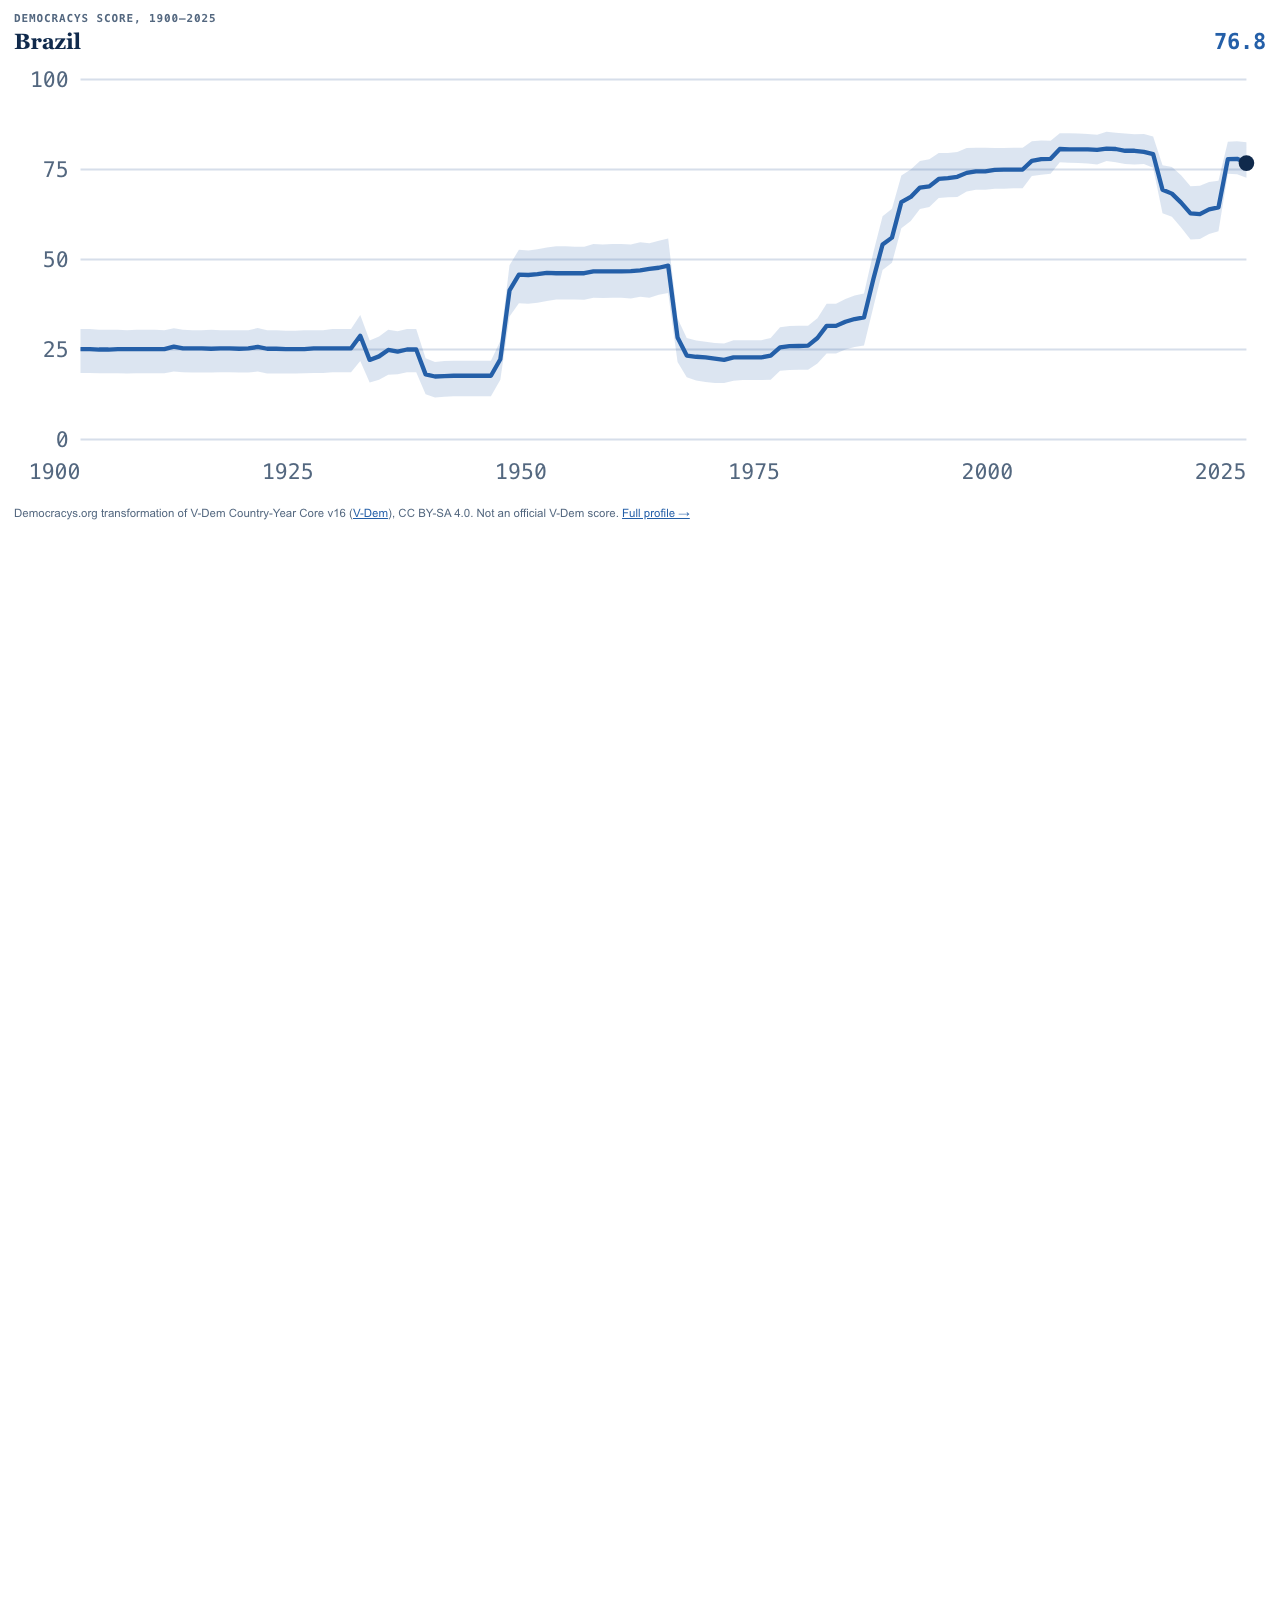 DEMOCRACYS SCORE, 1900–2025
Brazil
76.8
100
75
50
25
0
1900 1925 1950 1975 2000 2025
Democracys.org transformation of V-Dem Country-Year Core v16 (V-Dem), CC BY-SA 4.0. Not an official V-Dem score. Full profile →